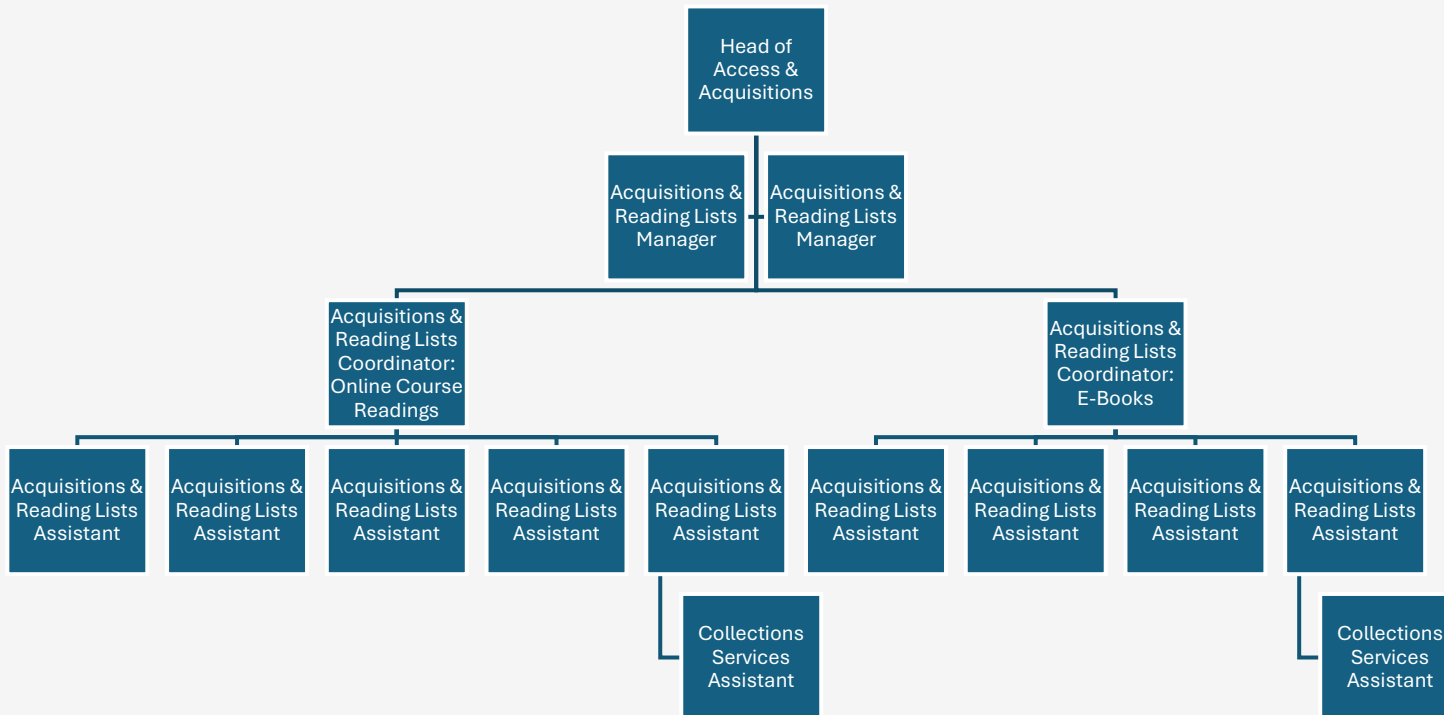 Head of
Access &
Acquisitions
Acquisitions &
Reading Lists
Manager
Acquisitions &
Reading Lists
Manager
Acquisitions &
Reading Lists
Coordinator:
Online Course
Readings
Acquisitions &
Reading Lists
Coordinator:
E-Books
Acquisitions &
Reading Lists
Assistant
Acquisitions &
Reading Lists
Assistant
Acquisitions &
Reading Lists
Assistant
Acquisitions &
Reading Lists
Assistant
Acquisitions &
Reading Lists
Assistant
Acquisitions &
Reading Lists
Assistant
Acquisitions &
Reading Lists
Assistant
Acquisitions &
Reading Lists
Assistant
Acquisitions &
Reading Lists
Assistant
Collections
Services
Assistant
Collections
Services
Assistant